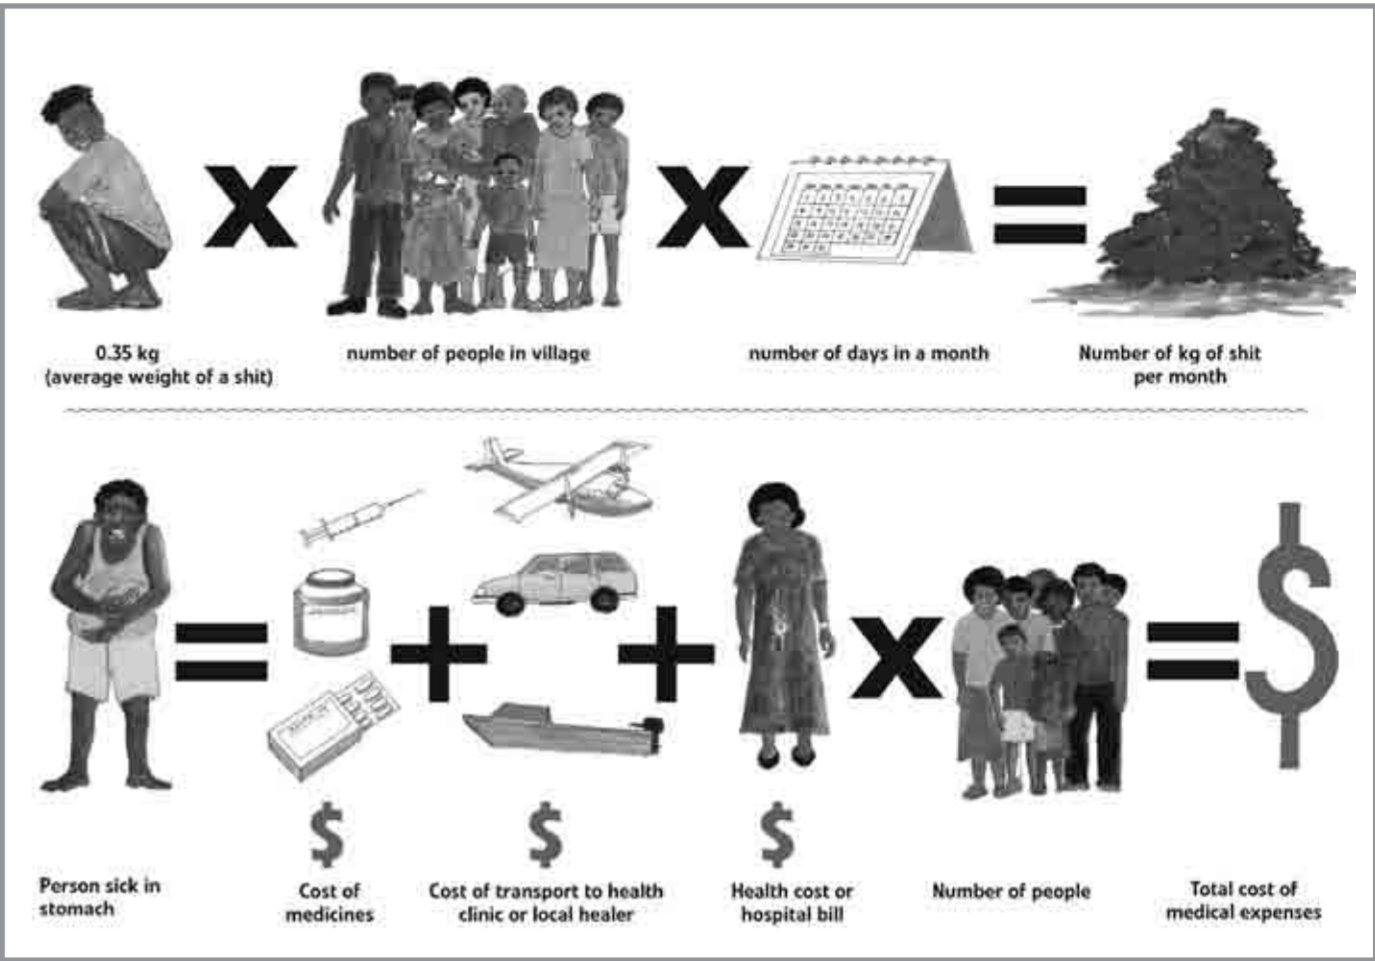 0.35 kg
(average weight of a shit)
number of people in village
number of days in a month
Number of kg of shit
per month
Person sick in
stomach
$
Cost of
medicines
$
Cost of transport to health
clinic or local healer
$
Health cost or
hospital bill
Number of people
$
Total cost of
medical expenses